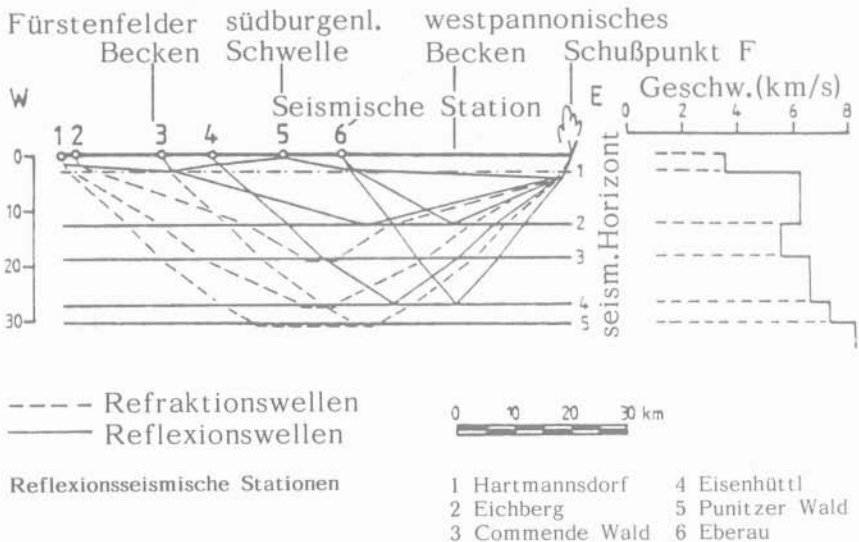 Fürstenfelder südburgenl. westpannonisches
Becken Schwelle Becken Schußpunkt F
W Seismische Station E Geschw.(km/s)
0 2 4 6 8
1 2 3 4 5 6
0
10
20
30
1
2
3
4
5
seism. Horizont
Refraktionswellen
Reflexionswellen
0 10 20 30 km
Reflexionsseismische Stationen
1 Hartmannsdorf 4 Eisenhüttl
2 Eichberg 5 Punitzer Wald
3 Commende Wald 6 Eberau